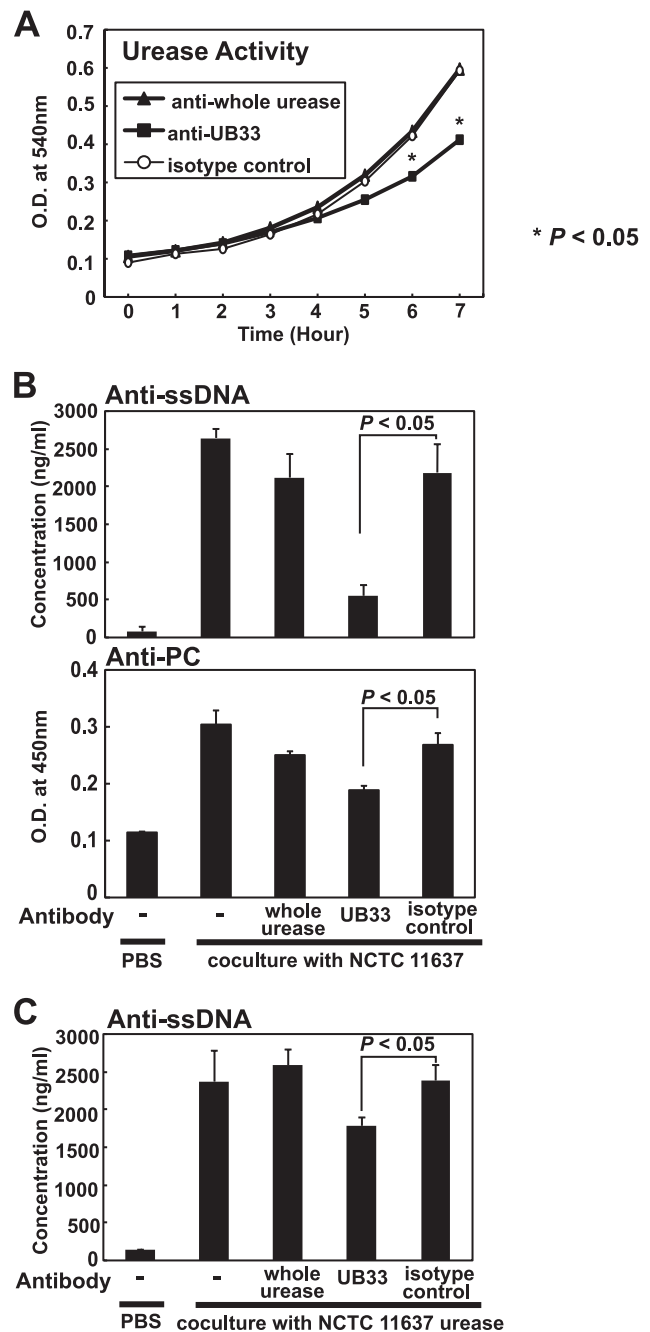 A
Urease Activity
0.7
0.6
0.5
0.4
0.3
0.2
0.1
0
O.D. at 540nm
anti-whole urease
anti-UB33
isotype control
*
*
* P < 0.05
0 1 2 3 4 5 6 7
Time (Hour)
B
Anti-ssDNA
3000
2500
2000
1500
1000
500
0
Concentration (ng/ml)
P < 0.05
Anti-PC
0.4
0.3
0.2
0.1
0
O.D. at 450nm
P < 0.05
Antibody - - whole urease UB33 isotype control
PBS coculture with NCTC 11637
C
Anti-ssDNA
3000
2500
2000
1500
1000
500
0
Concentration (ng/ml)
P < 0.05
Antibody - - whole urease UB33 isotype control
PBS coculture with NCTC 11637 urease